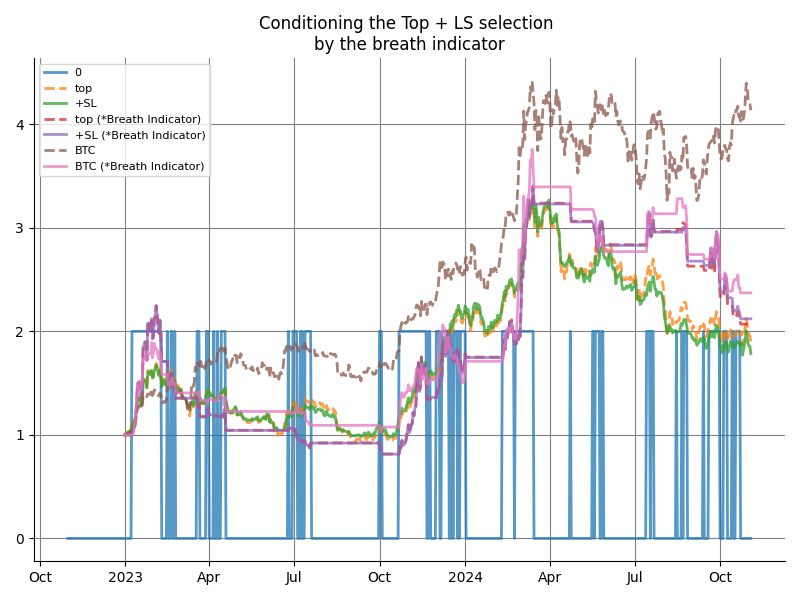 Conditioning the Top + LS selection
by the breath indicator
0
top
+SL
top (*Breath Indicator)
+SL (*Breath Indicator)
BTC
BTC (*Breath Indicator)
4
3
2
1
0
Oct
2023
Apr
Jul
Oct
2024
Apr
Jul
Oct